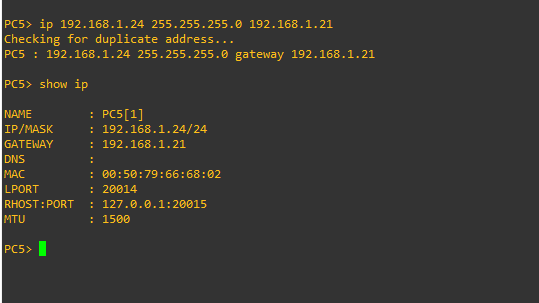 PC5> ip 192.168.1.24 255.255.255.0 192.168.1.21
Checking for duplicate address...
PC5 : 192.168.1.24 255.255.255.0 gateway 192.168.1.21
PC5> show ip
NAME        : PC5[1]
IP/MASK     : 192.168.1.24/24
GATEWAY     : 192.168.1.21
DNS         :
MAC         : 00:50:79:66:68:02
LPORT       : 20014
RHOST:PORT  : 127.0.0.1:20015
MTU         : 1500
PC5>